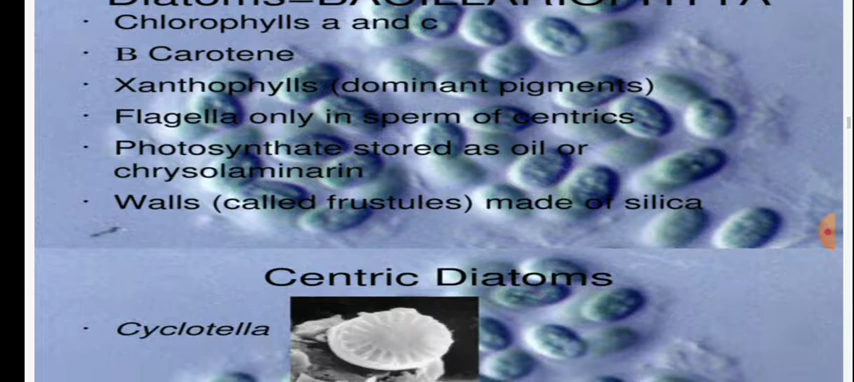 Diatoms=BACILLARIOPHYTA
· Chlorophylls a and c
· B Carotene
· Xanthophylls (dominant pigments)
· Flagella only in sperm of centrics
· Photosynthate stored as oil or
chrysolaminarin
· Walls (called frustules) made of silica
Centric Diatoms
· Cyclotella